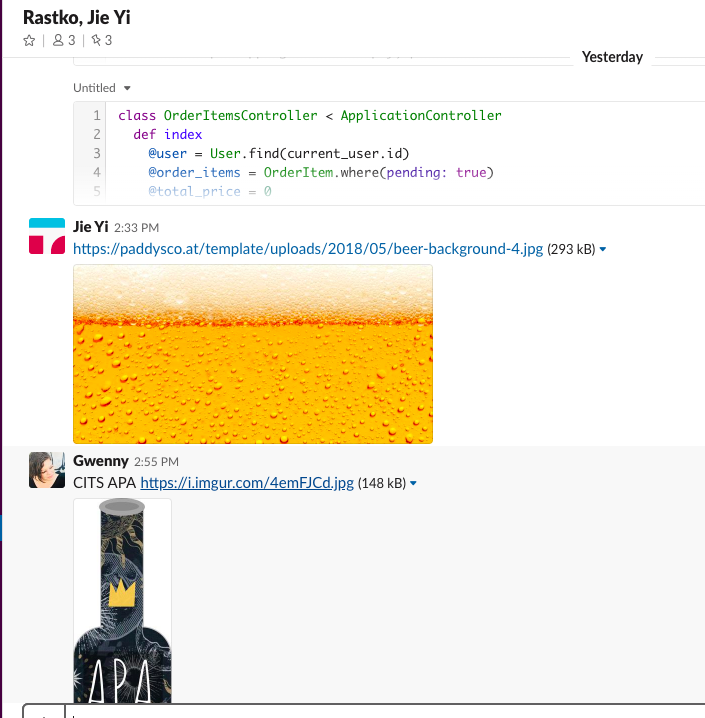 Rastko, Jie Yi
3
3
Yesterday
Untitled
1 class OrderItemsController < ApplicationController
2 def index
3 @user = User.find(current_user.id)
4 @order_items = OrderItem.where(pending: true)
5 @total_price = 0
Jie Yi 2:33 PM
https://paddysco.at/template/uploads/2018/05/beer-background-4.jpg (293 kB)
Gwenny 2:55 PM
CITS APA https://i.imgur.com/4emFJCd.jpg (148 kB)
APA